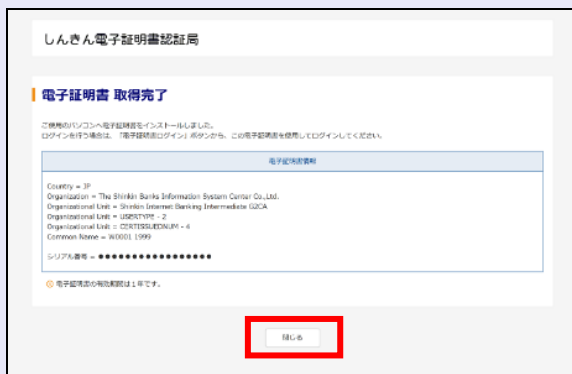 しんきん電子証明書認証局
電子証明書 取得完了
ご使用のパソコンへ電子証明書をインストールしました。
ログインを行う場合は、「電子証明書ログイン」ボタンから、この電子証明書を使用してログインしてください。
電子証明書情報
Country = JP
Organization = The Shinkin Banks Information System Center Co.,Ltd.
Organizational Unit = Shinkin Internet Banking Intermediate G2CA
Organizational Unit = USERTYPE - 2
Organizational Unit = CERTISSUEDNUM - 4
Common Name = W0001 1999
シリアル番号 = ●●●●●●●●●●●●●●●●●
電子証明書の有効期限は1年です。
閉じる